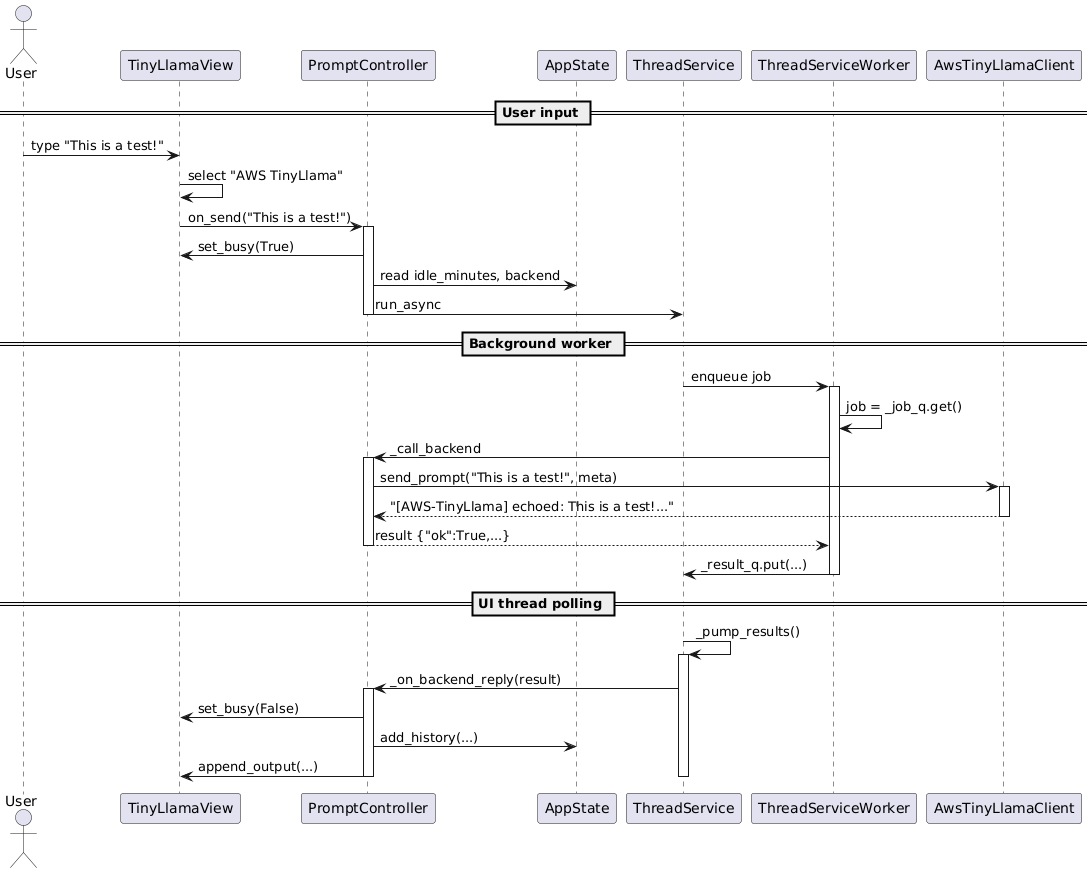 User
TinyLlamaView
PromptController
AppState
ThreadService
ThreadServiceWorker
AwsTinyLlamaClient
User input
type "This is a test!"
select "AWS TinyLlama"
on_send("This is a test!")
set_busy(True)
read idle_minutes, backend
run_async
Background worker
enqueue job
job = _job_q.get()
_call_backend
send_prompt("This is a test!", meta)
"[AWS-TinyLlama] echoed: This is a test!..."
result {"ok":True,...}
_result_q.put(...)
UI thread polling
_pump_results()
_on_backend_reply(result)
set_busy(False)
add_history(...)
append_output(...)
User
TinyLlamaView
PromptController
AppState
ThreadService
ThreadServiceWorker
AwsTinyLlamaClient